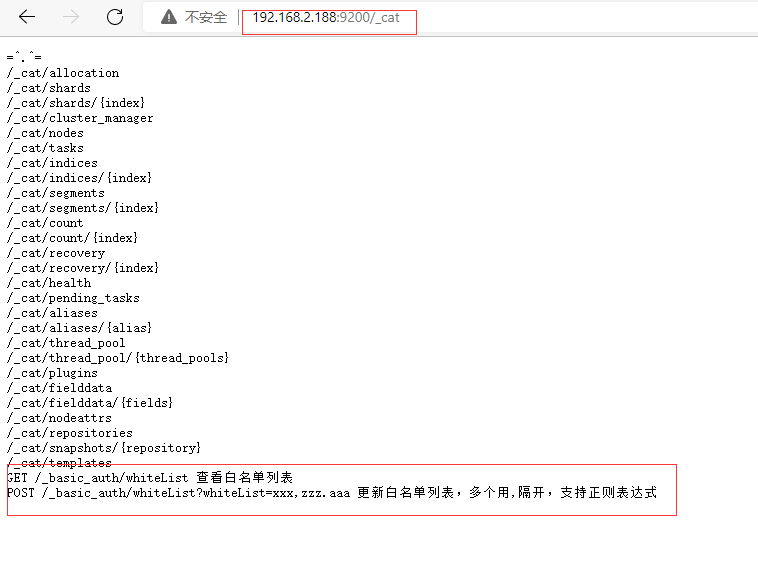 不安全 192.168.2.188:9200/_cat
=^.^=
/_cat/allocation
/_cat/shards
/_cat/shards/{index}
/_cat/cluster_manager
/_cat/nodes
/_cat/tasks
/_cat/indices
/_cat/indices/{index}
/_cat/segments
/_cat/segments/{index}
/_cat/count
/_cat/count/{index}
/_cat/recovery
/_cat/recovery/{index}
/_cat/health
/_cat/pending_tasks
/_cat/aliases
/_cat/aliases/{alias}
/_cat/thread_pool
/_cat/thread_pool/{thread_pools}
/_cat/plugins
/_cat/fielddata
/_cat/fielddata/{fields}
/_cat/nodeattrs
/_cat/repositories
/_cat/snapshots/{repository}
/_cat/templates
GET /_basic_auth/whiteList 查看白名单列表
POST /_basic_auth/whiteList?whiteList=xxx,zzz.aaa 更新白名单列表，多个用,隔开，支持正则表达式